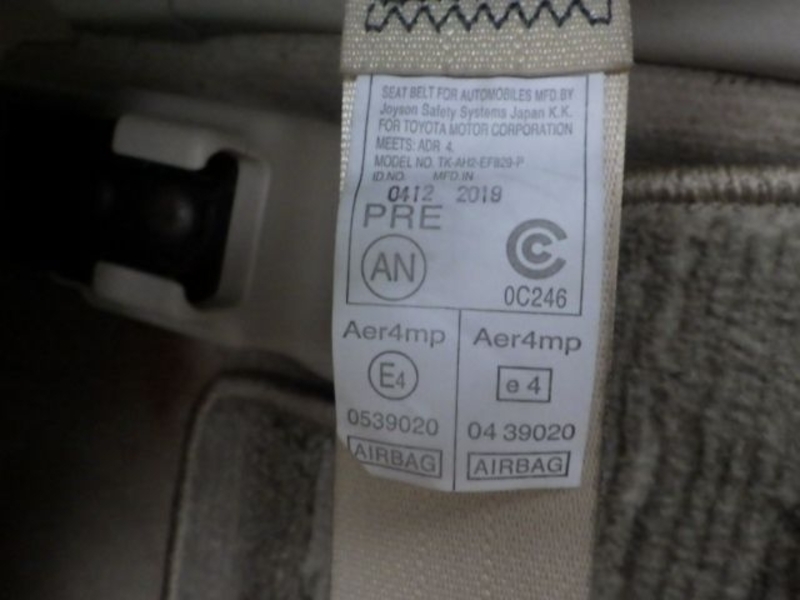 SEAT BELT FOR AUTOMOBILES MFD.BY
Joyson Safety Systems Japan K.K.
FOR TOYOTA MOTOR CORPORATION
MEETS: ADR 4.
MODEL NO. TK-AH2-EF829-P
ID.NO. MFD.IN
0412 2019
PRE
AN
0C246
Aer4mp
E4
0539020
AIRBAG
Aer4mp
e 4
04 39020
AIRBAG